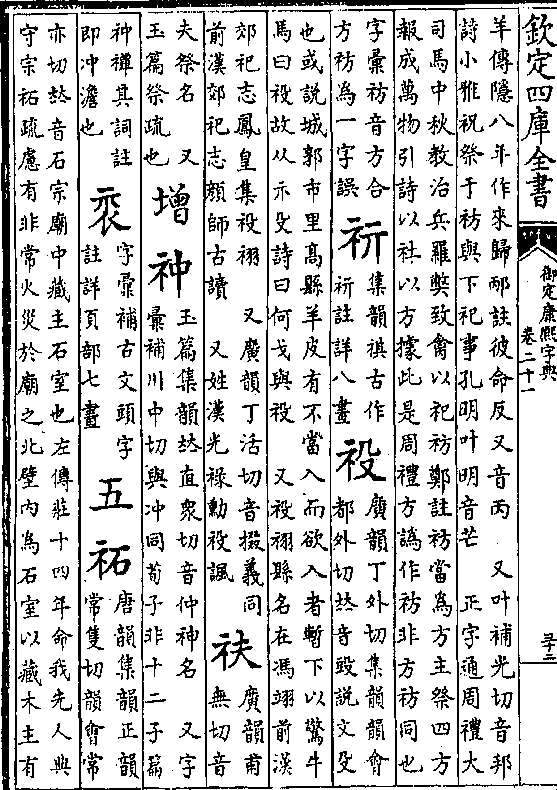 欽定四庫全書 御定康熙字典 卷二十一 三十三
羊傳隱八年作來歸邴註彼命反又音丙 又叶補光切音邦
詩小雅祝祭于祊與下祀事孔明叶明音芒 正字通周禮大
司馬中秋教治兵羅獘致禽以祀祊鄭註祊當為方主祭四方
報成萬物引詩以社以方據此是周禮方譌作祊非方祊同也
字彙祊音方合 集韻祺古作 祋 廣韻丁外切集韻韻會
方祊為一字誤 註詳八畫 都外切𠀤音 說文殳
也或說城郭市里高縣羊皮有不當入而欲入者暫下以驚牛
馬曰祋故从示殳詩曰何戈與祋 又祋祤縣名在馮翊前漢
郊祀志鳳皇集祋祤 又廣韻丁活切音掇義同 廣韻甫
前漢郊祀志顏師古讀 又姓漢光祿勳祋諷 無切音
夫祭名 又 增 玉篇集韻𠀤直衆切音仲神名 又字
玉篇祭疏也 彙補川中切與冲同荀子非十二子篇
禫其詞註 字彙補古文頭字 五 祏 唐韻集韻正韻
即冲澹也 註詳頁部七畫 常隻切韻會常
亦切𠀤音石宗廟中藏主石室也左傳莊十四年命我先人典
守宗祏疏慮有非常火災於廟之北壁內為石室以藏木主有